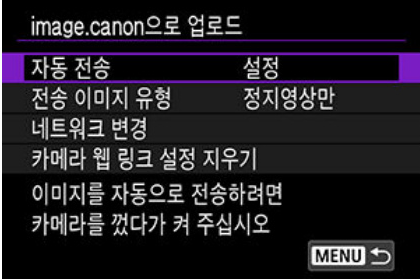 image.canon으로 업로드
자동 전송 설정
전송 이미지 유형 정지영상만
네트워크 변경
카메라 웹 링크 설정 지우기
이미지를 자동으로 전송하려면
카메라를 껐다가 켜 주십시오
MENU